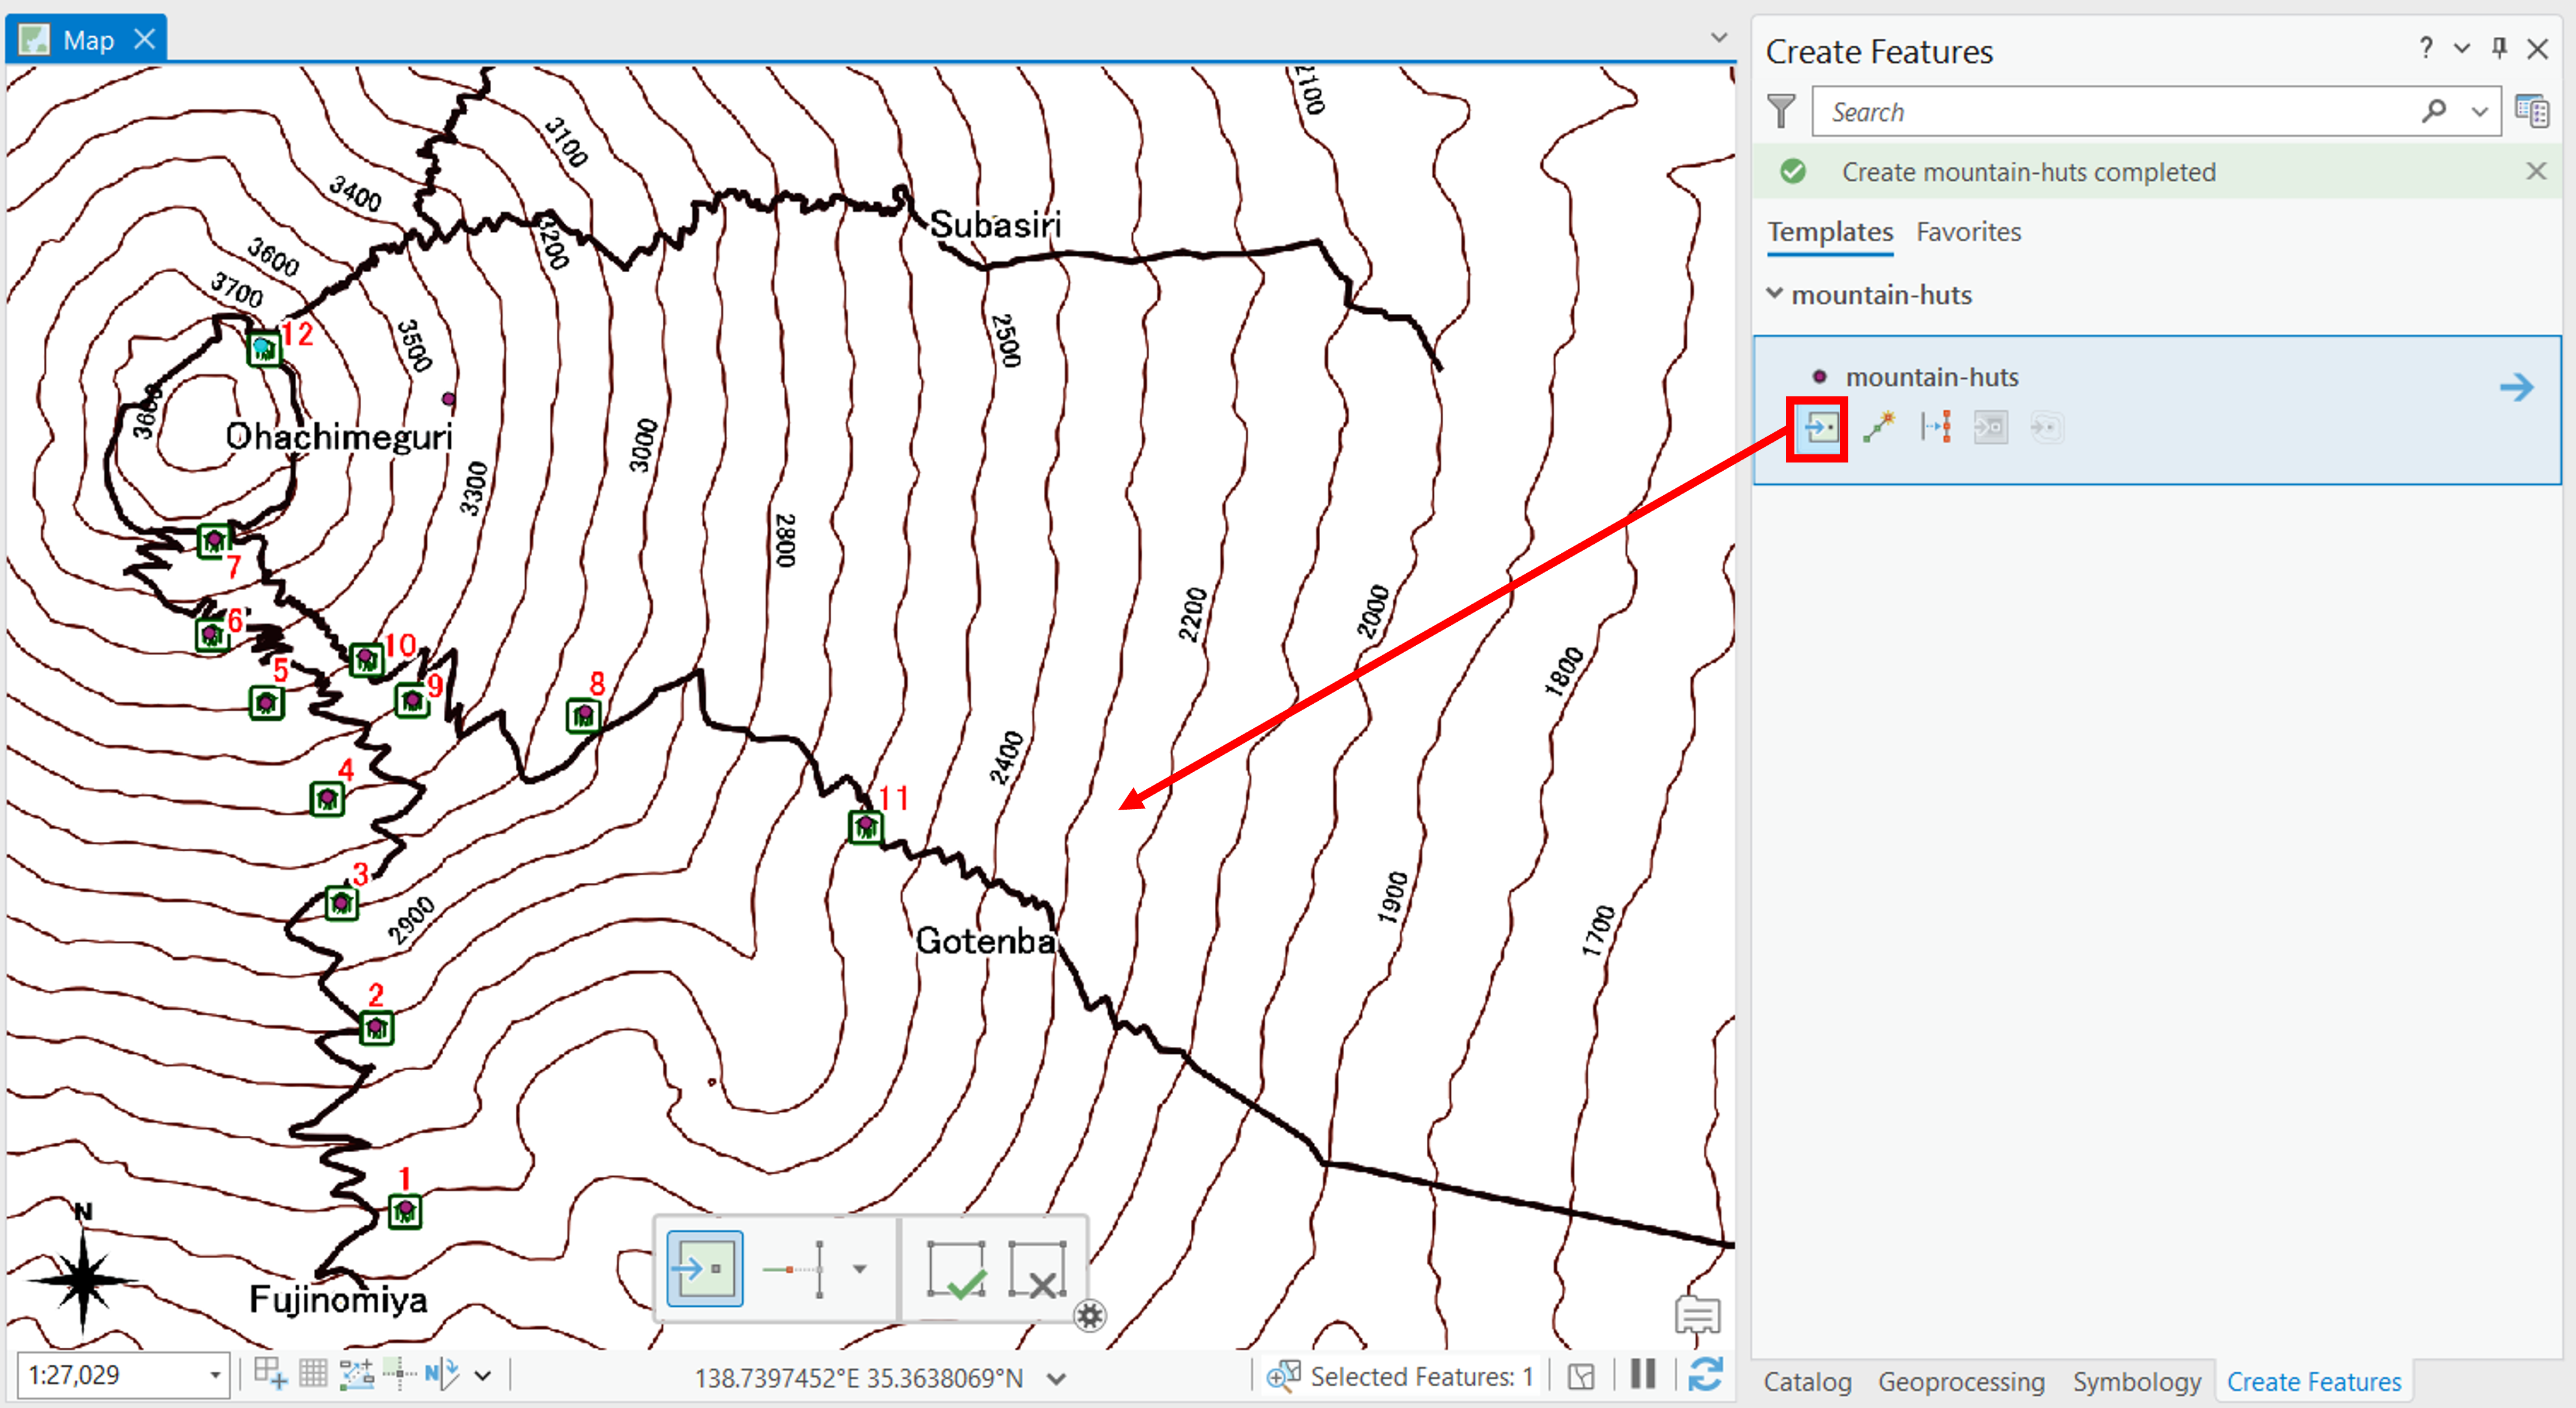 Map
Create Features
?
Search
Create mountain-huts completed
Templates Favorites
mountain-huts
mountain-huts
2100
3100
3400
Subasiri
3200
3600
3700
12
3500
2500
Ohachimeguri
3000
3300
2800
7
6
2200
2000
10
5
9
8
1800
2400
4
11
3
2900
1900
1700
Gotenba
2
1
N
Fujinomiya
1:27,029
N
138.7397452°E 35.3638069°N
Selected Features: 1
Catalog Geoprocessing Symbology Create Features